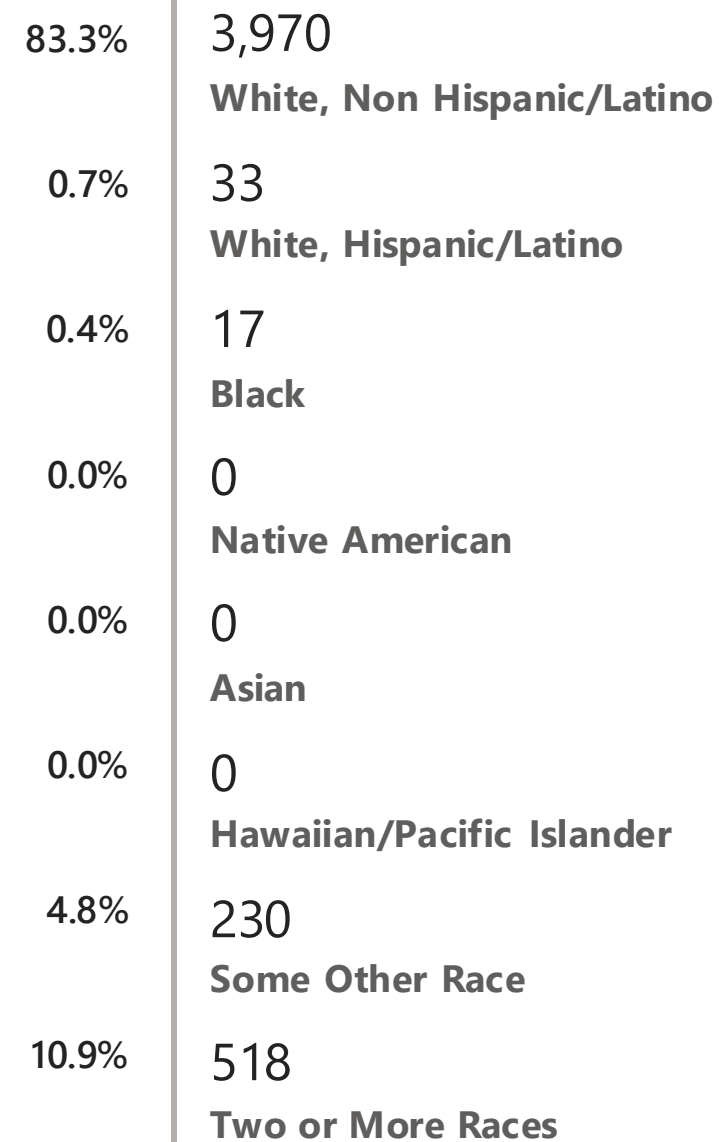 83.3%
3,970
White, Non Hispanic/Latino
0.7%
33
White, Hispanic/Latino
0.4%
17
Black
0.0%
0
Native American
0.0%
0
Asian
0.0%
0
Hawaiian/Pacific Islander
4.8%
230
Some Other Race
10.9%
518
Two or More Races